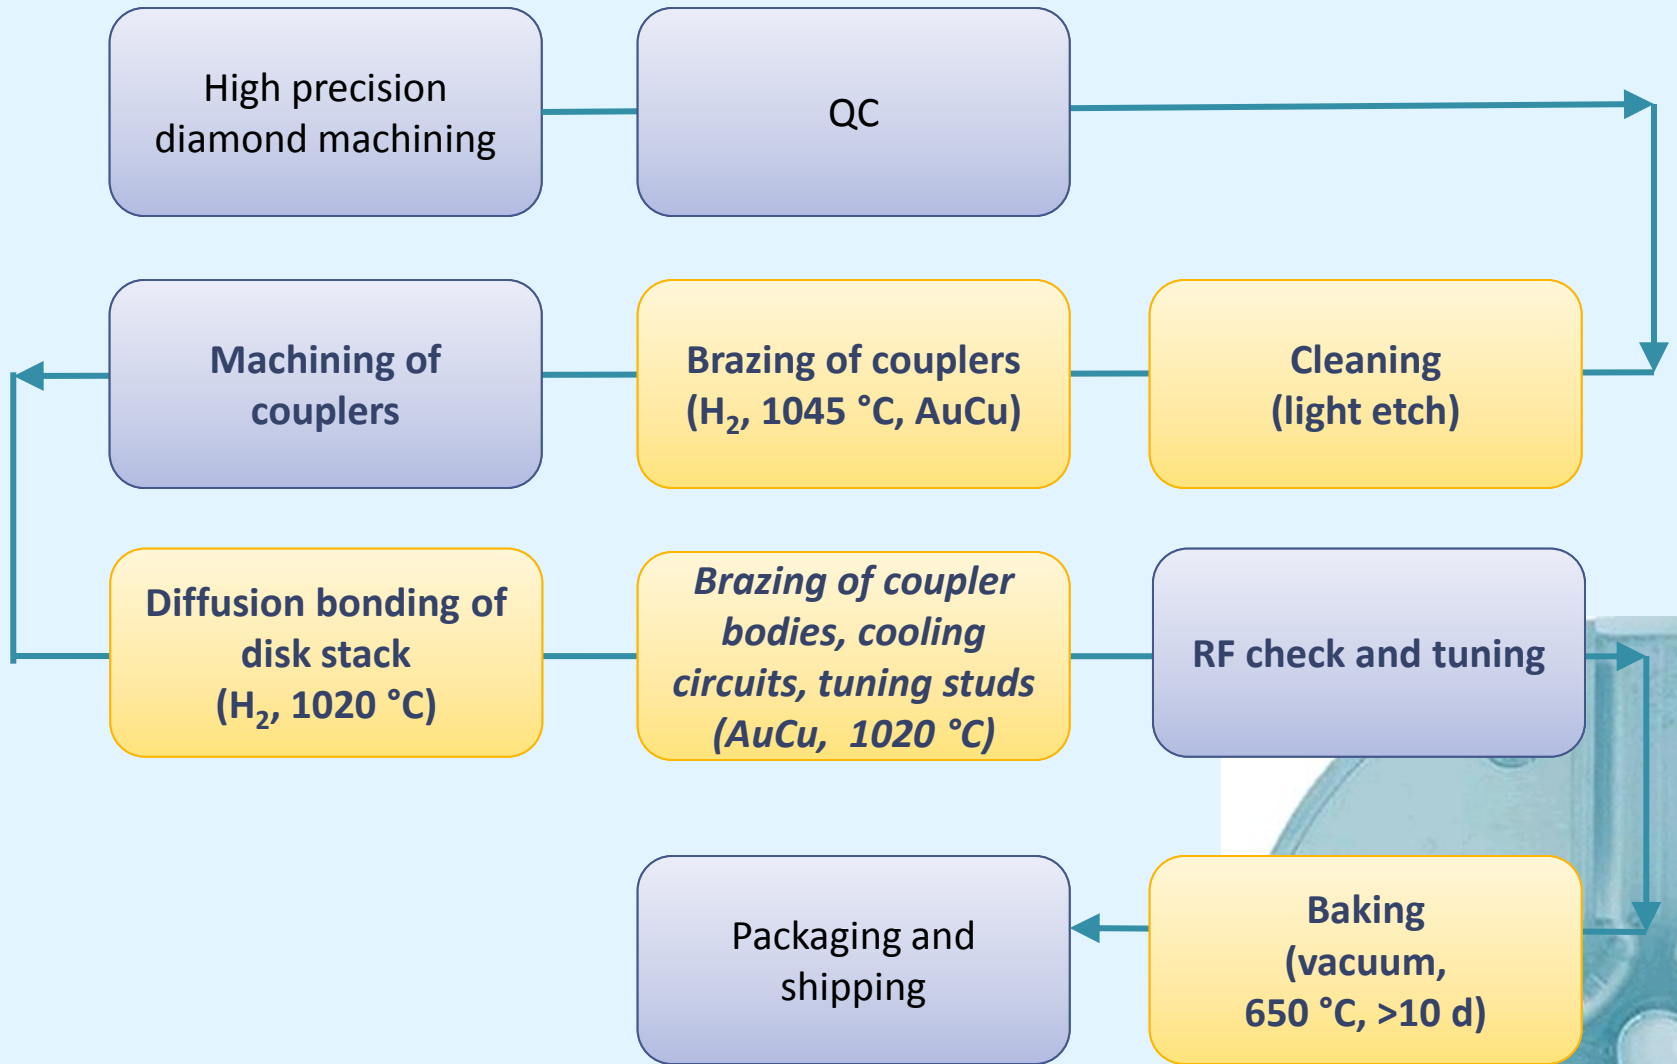 High precision
diamond machining
QC
Cleaning
(light etch)
Brazing of couplers
(H₂, 1045 °C, AuCu)
Machining of
couplers
Diffusion bonding of
disk stack
(H₂, 1020 °C)
Brazing of coupler
bodies, cooling
circuits, tuning studs
(AuCu, 1020 °C)
RF check and tuning
Baking
(vacuum,
650 °C, >10 d)
Packaging and
shipping